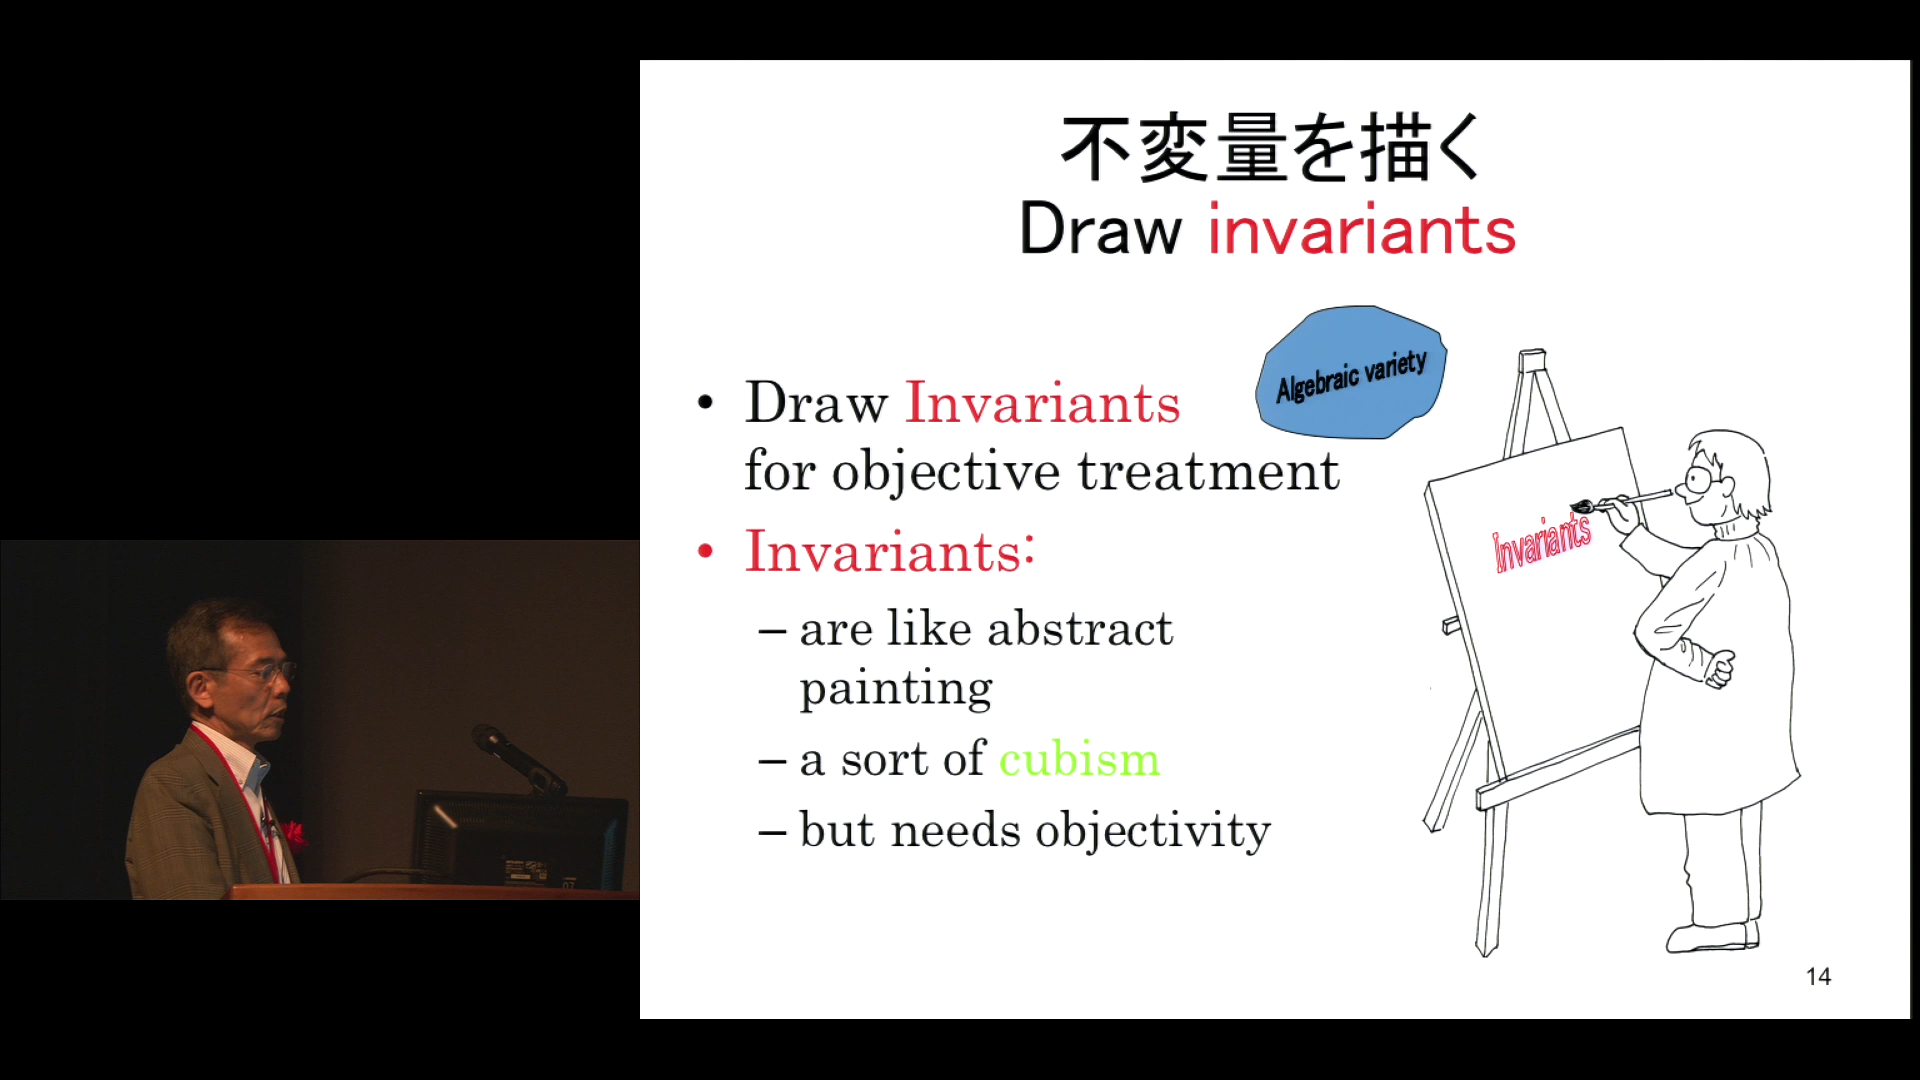 不変量を描く
Draw invariants
Algebraic variety
• Draw Invariants
for objective treatment
• Invariants:
Invariants
– are like abstract
painting
– a sort of cubism
– but needs objectivity
14